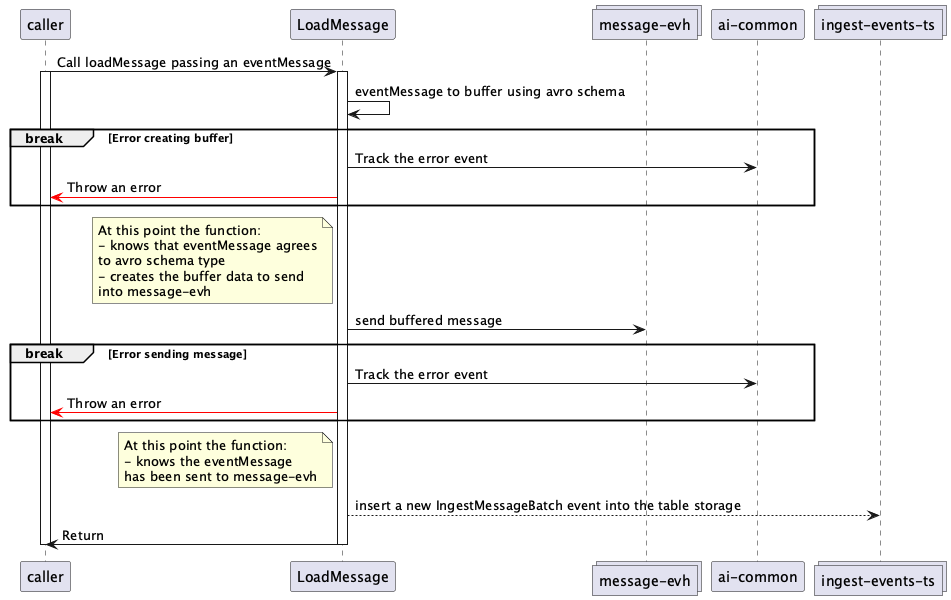 caller
LoadMessage
message-evh
ai-common
ingest-events-ts
Call loadMessage passing an eventMessage
eventMessage to buffer using avro schema
break
[Error creating buffer]
Track the error event
Throw an error
At this point the function:
- knows that eventMessage agrees
to avro schema type
- creates the buffer data to send
into message-evh
send buffered message
break
[Error sending message]
Track the error event
Throw an error
At this point the function:
- knows the eventMessage
has been sent to message-evh
insert a new IngestMessageBatch event into the table storage
Return
caller
LoadMessage
message-evh
ai-common
ingest-events-ts